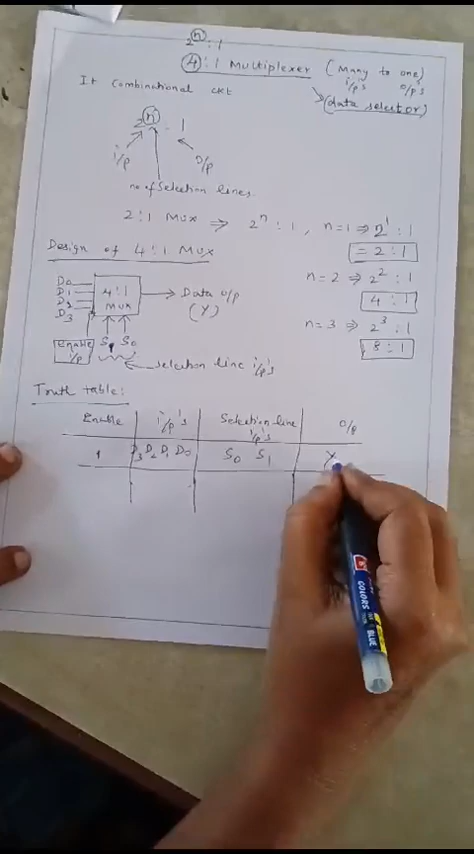 2ⁿ : 1
4:1 Multiplexer (Many to one)
i/p's o/p's
It Combinational ckt
(data selector)
2ⁿ : 1
i/p
o/p
no of Selection lines
2:1 Mux ⇒ 2ⁿ : 1, n=1 ⇒ 2¹ : 1
= 2 : 1
Design of 4:1 MUX
n = 2 ⇒ 2² : 1
4 : 1
n = 3 ⇒ 2³ : 1
8 : 1
D0
D1
D2
D3
4:1
MUX
Data o/p
(Y)
Enable
i/p
S1 S0
selection line i/p's
Truth table:
Enable i/p's Selection line i/p's o/p
1 D3 D2 D1 D0 S0 S1 Y
COLORS
BLUE